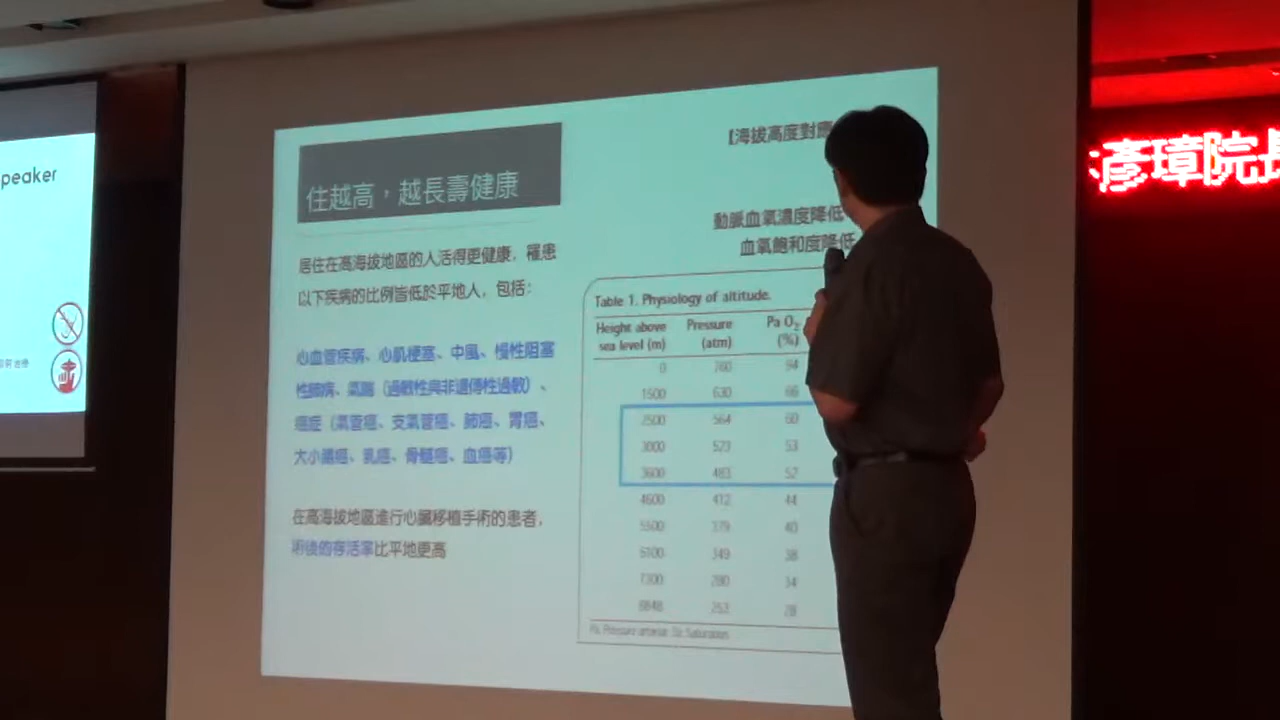 peaker
彥璋院長
住越高，越長壽健康
居住在高海拔地區的人活得更健康，罹患
以下疾病的比例皆低於平地人，包括：
心血管疾病、心肌梗塞、中風、慢性阻塞
性肺病、氣喘（過敏性與非遺傳性過敏）、
癌症（氣管癌、支氣管癌、肺癌、胃癌、
大小腸癌、乳癌、骨髓癌、血癌等）
在高海拔地區進行心臟移植手術的患者，
術後的存活率比平地更高
【海拔高度對應
動脈血氧濃度降低
血氧飽和度降低
Table 1. Physiology of altitude.
Height above sea level (m) Pressure (atm) Pa O2 (%)
0 760 94
1500 630 66
2500 564 60
3000 523 53
3600 483 52
4600 412 44
5500 379 40
6100 349 38
7300 280 34
8848 253 28
Pa: Pressure arterial. Sa: Saturation